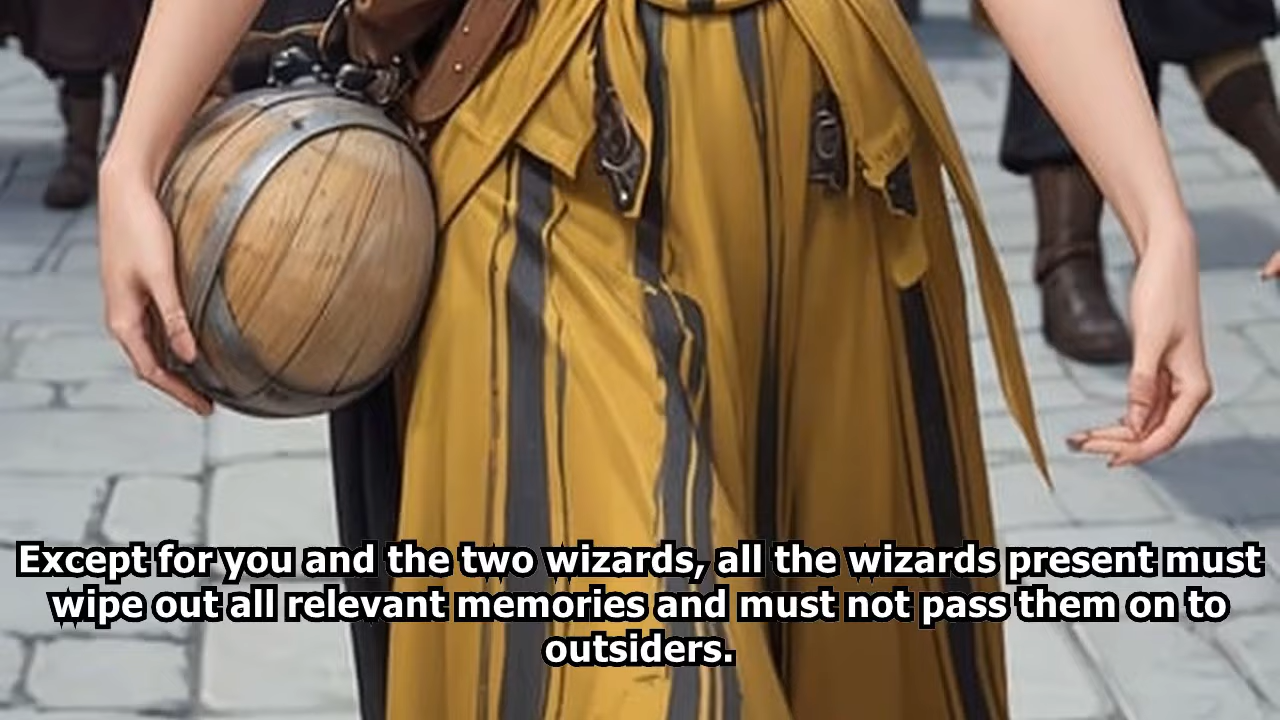 Except for you and the two wizards, all the wizards present must
wipe out all relevant memories and must not pass them on to
outsiders.